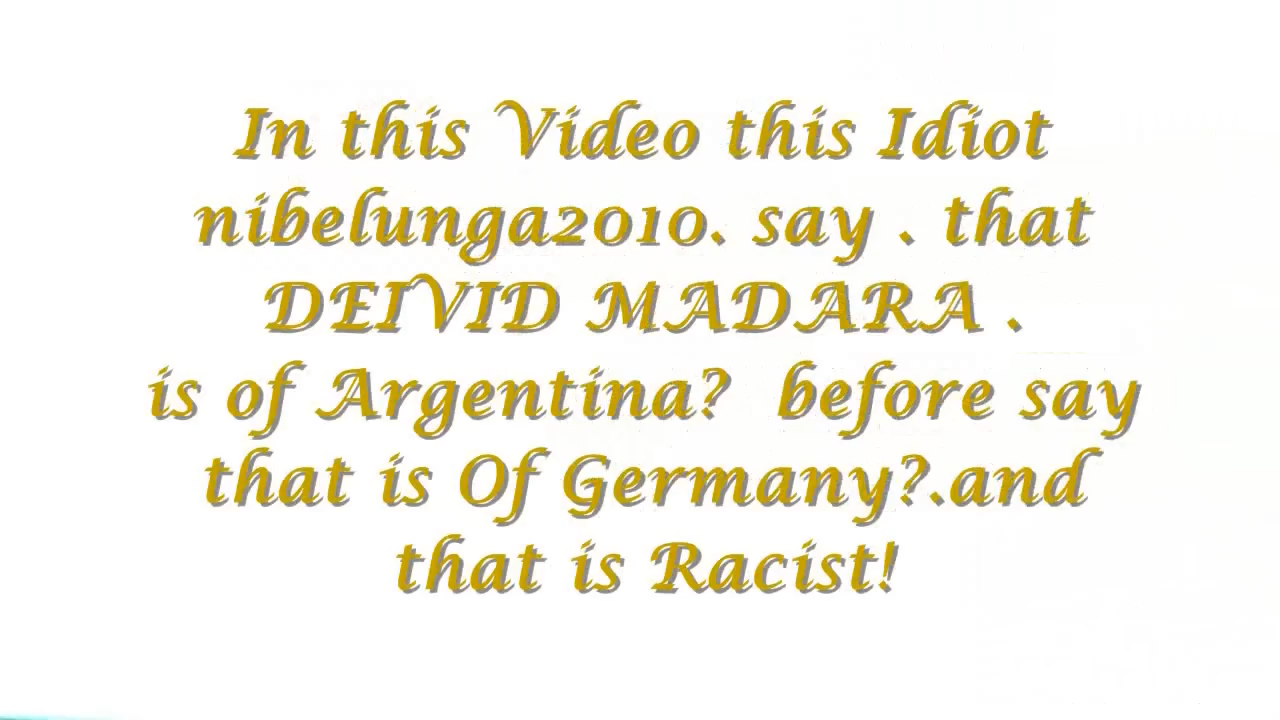 In this Video this Idiot
nibelunga2010. say . that
DEIVID MADARA .
is of Argentina? before say
that is Of Germany?.and
that is Racist!